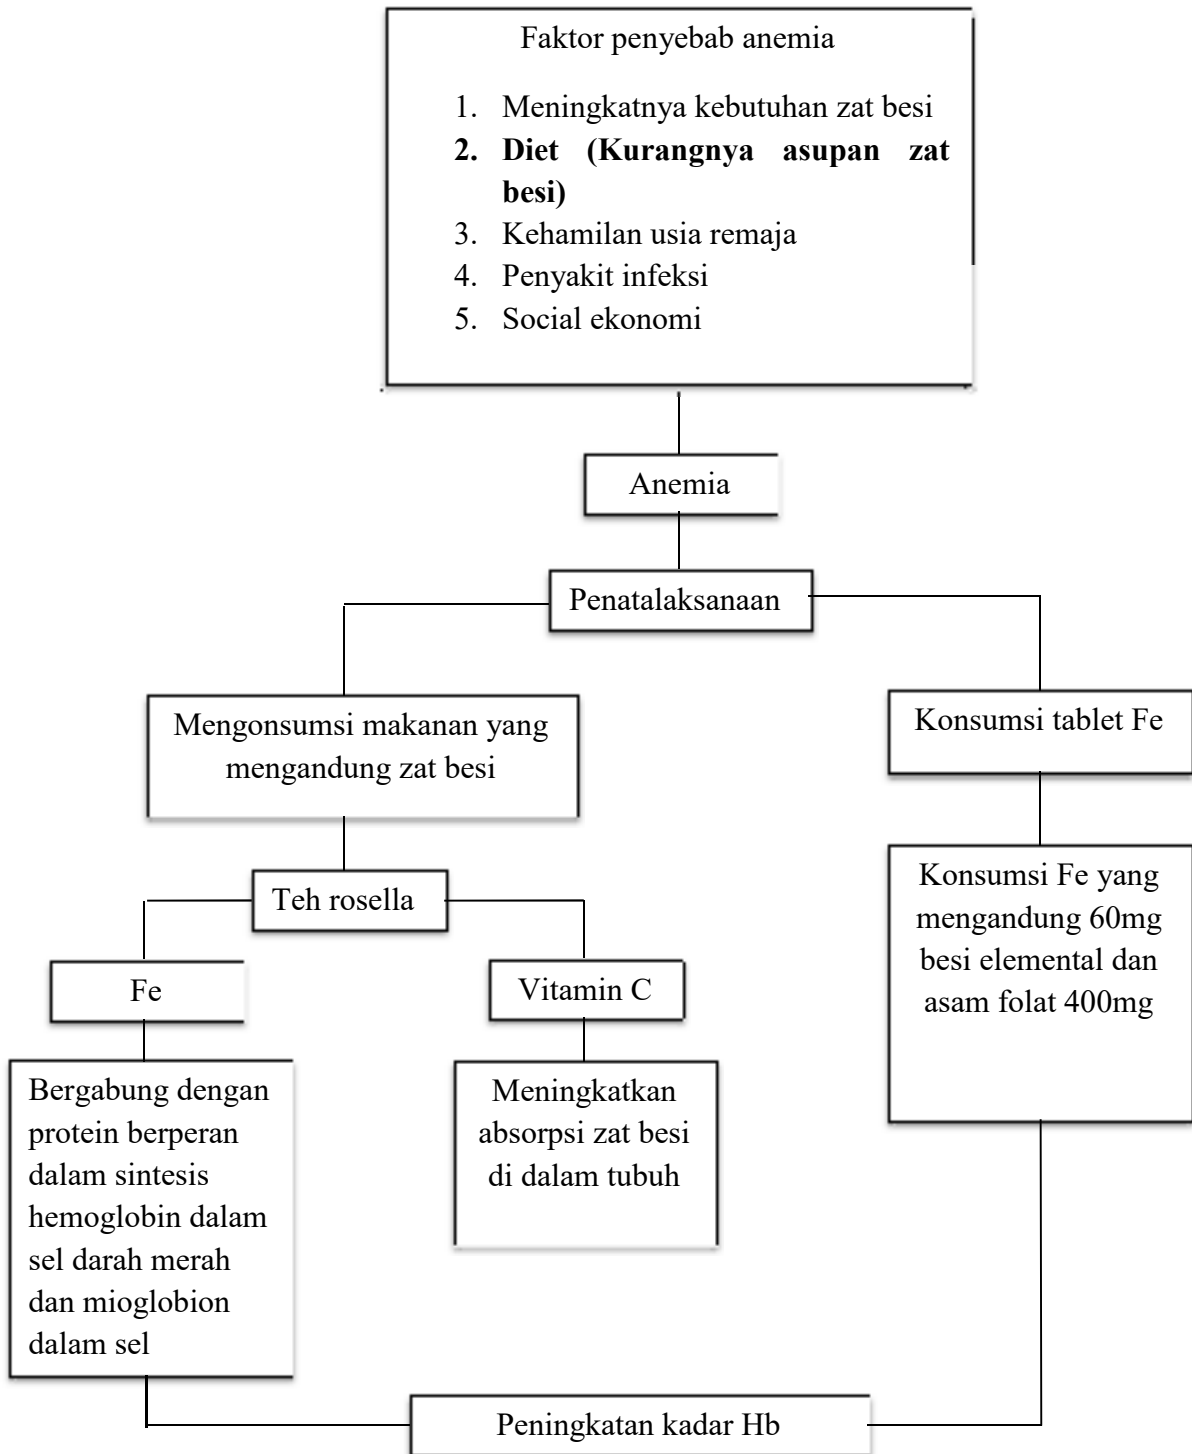 Faktor penyebab anemia
1. Meningkatnya kebutuhan zat besi
2. Diet (Kurangnya asupan zat
besi)
3. Kehamilan usia remaja
4. Penyakit infeksi
5. Social ekonomi
Anemia
Penatalaksanaan
Mengonsumsi makanan yang
mengandung zat besi
Konsumsi tablet Fe
Teh rosella
Konsumsi Fe yang
mengandung 60mg
besi elemental dan
asam folat 400mg
Fe
Vitamin C
Bergabung dengan
protein berperan
dalam sintesis
hemoglobin dalam
sel darah merah
dan mioglobion
dalam sel
Meningkatkan
absorpsi zat besi
di dalam tubuh
Peningkatan kadar Hb